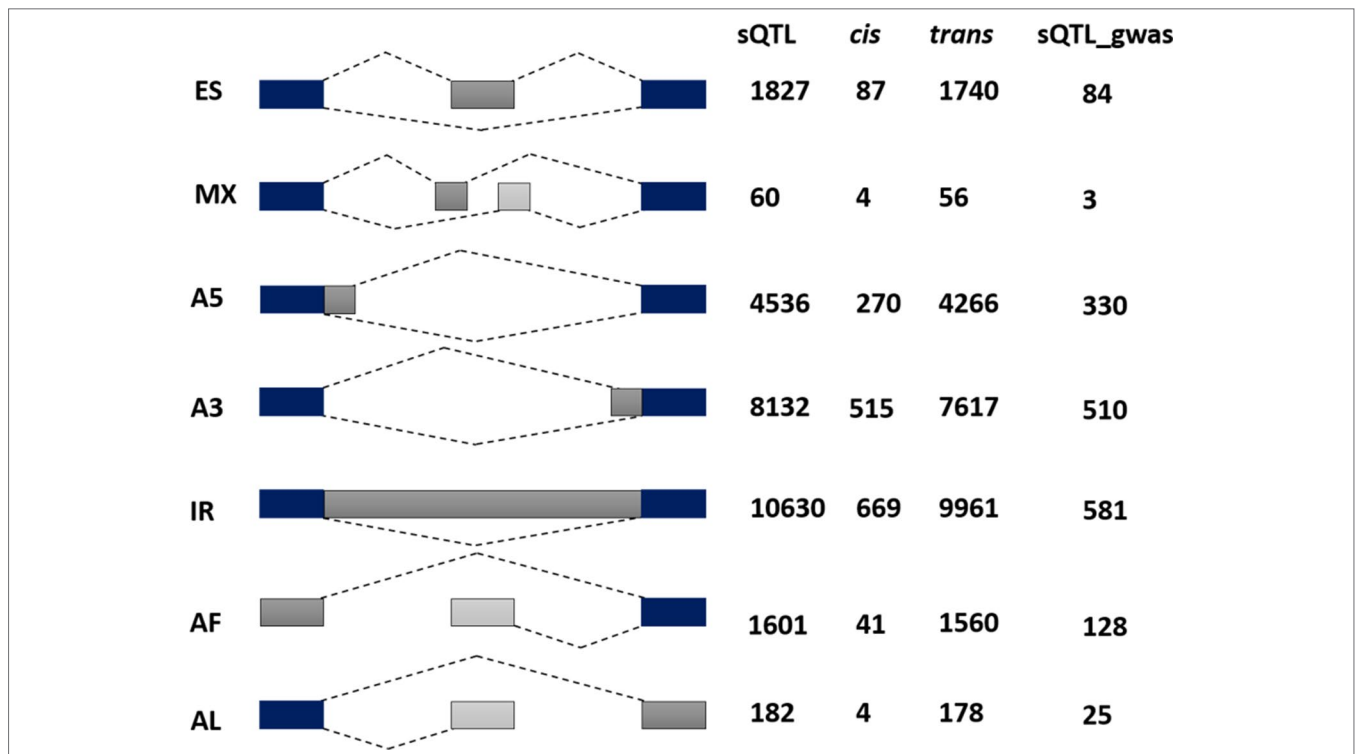 sQTL cis trans sQTL_gwas
ES 1827 87 1740 84
MX 60 4 56 3
A5 4536 270 4266 330
A3 8132 515 7617 510
IR 10630 669 9961 581
AF 1601 41 1560 128
AL 182 4 178 25